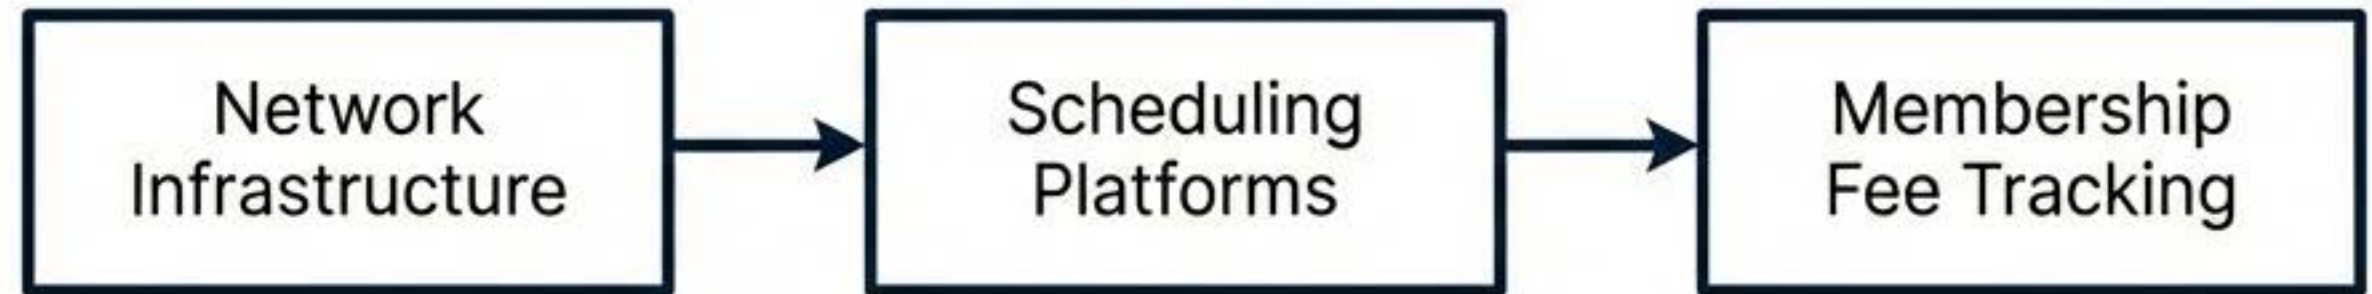 Network
Infrastructure
Scheduling
Platforms
Membership
Fee Tracking